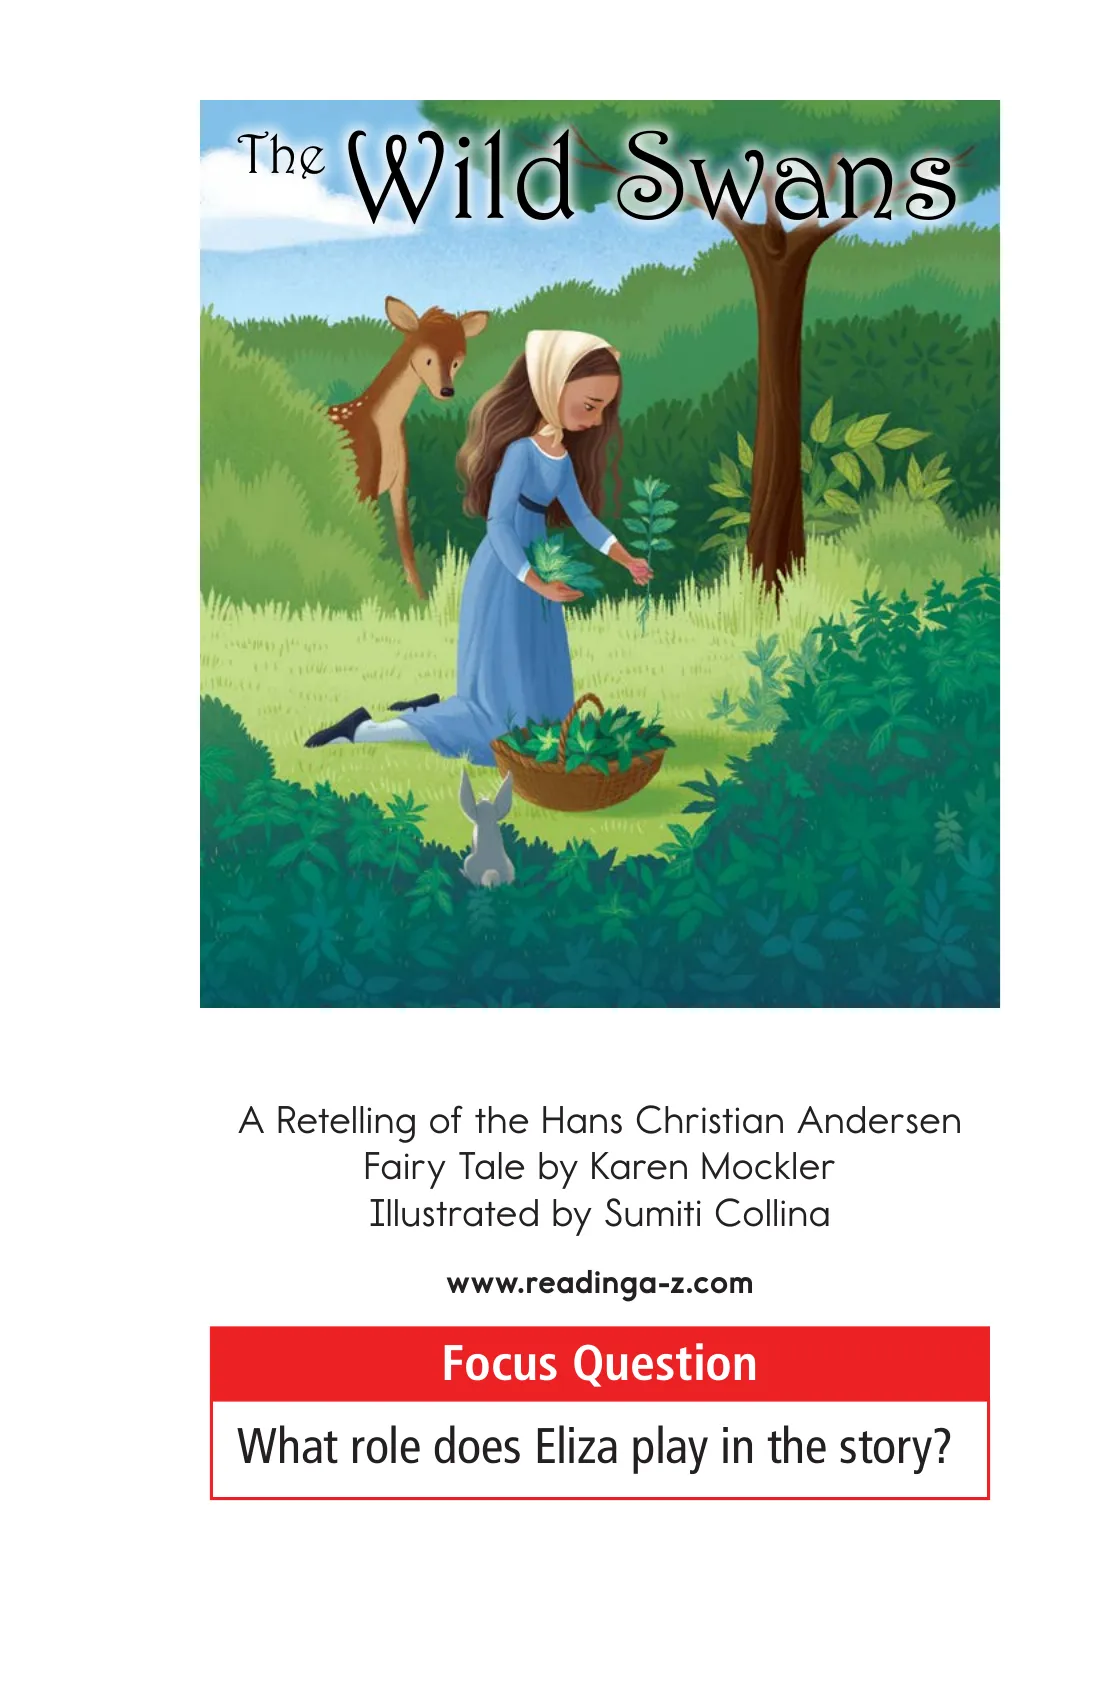 The Wild Swans
A Retelling of the Hans Christian Andersen
Fairy Tale by Karen Mockler
Illustrated by Sumiti Collina
www.readinga-z.com
Focus Question
What role does Eliza play in the story?